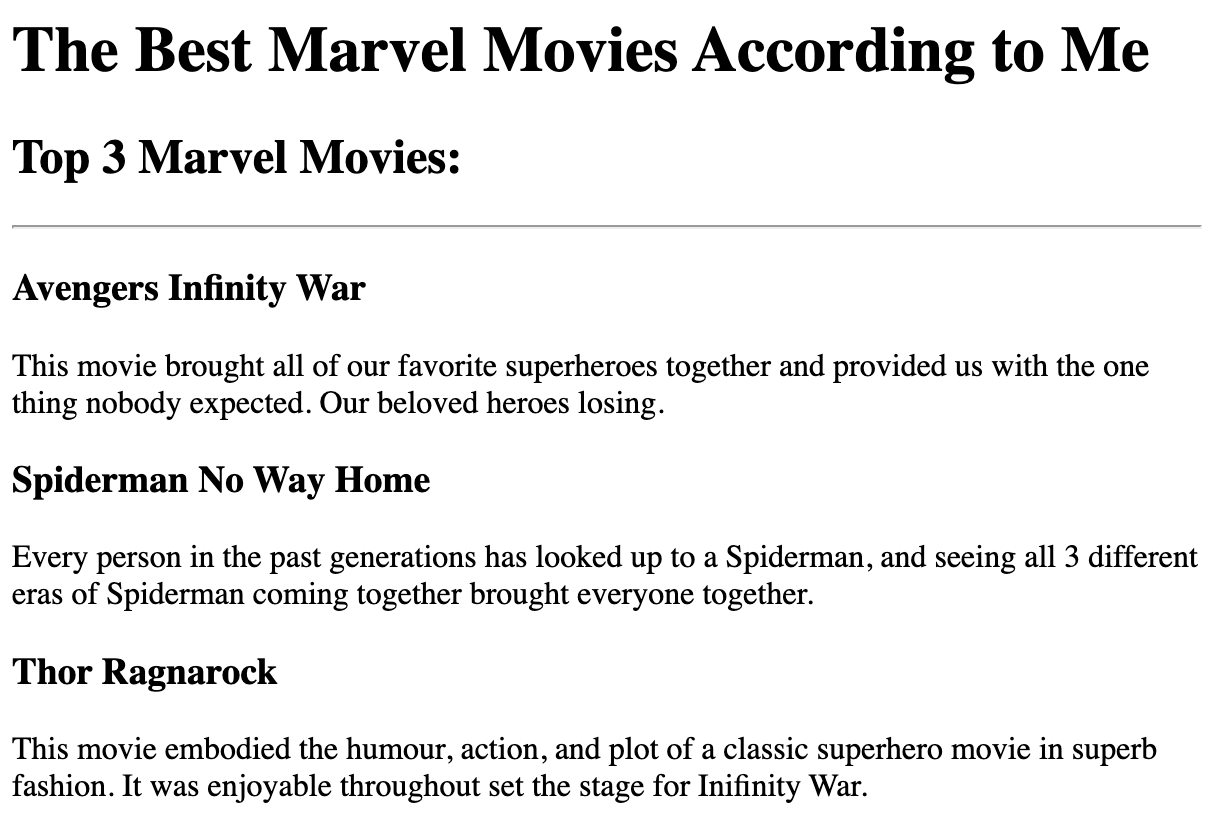 The Best Marvel Movies According to Me
Top 3 Marvel Movies:
Avengers Infinity War
This movie brought all of our favorite superheroes together and provided us with the one
thing nobody expected. Our beloved heroes losing.
Spiderman No Way Home
Every person in the past generations has looked up to a Spiderman, and seeing all 3 different
eras of Spiderman coming together brought everyone together.
Thor Ragnarock
This movie embodied the humour, action, and plot of a classic superhero movie in superb
fashion. It was enjoyable throughout set the stage for Inifinity War.